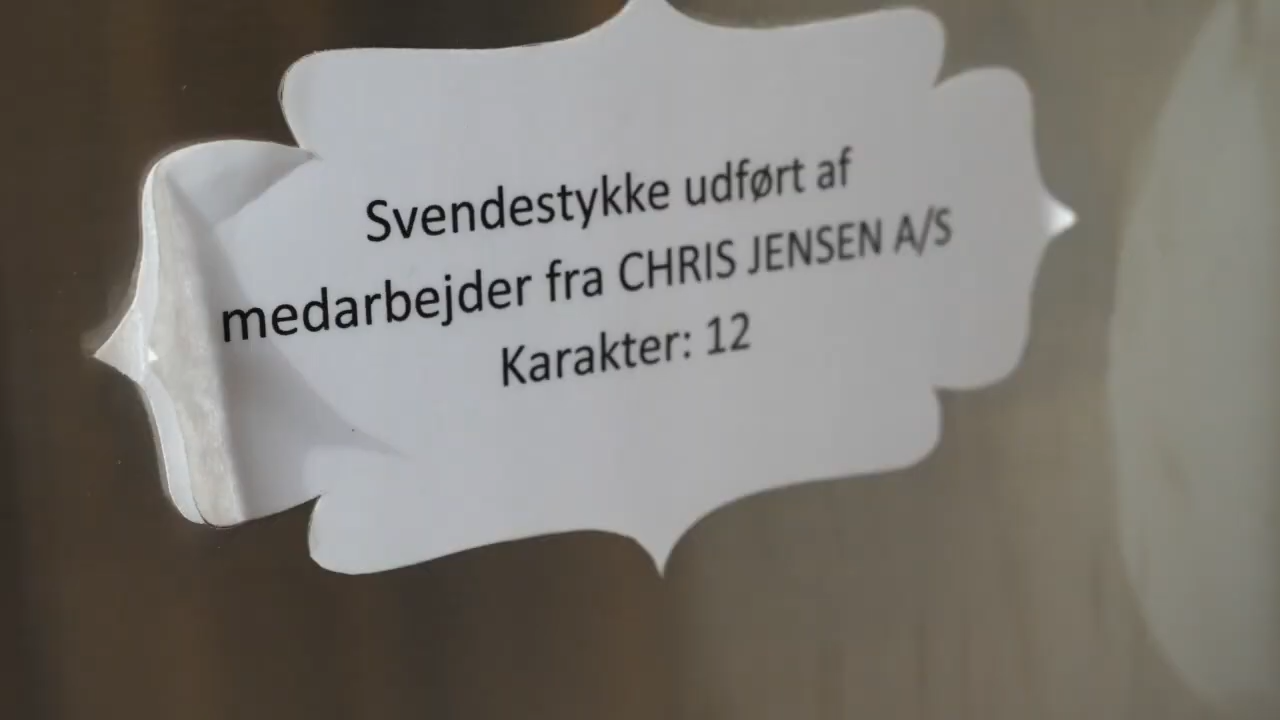 Svendestykke udført af
medarbejder fra CHRIS JENSEN A/S
Karakter: 12